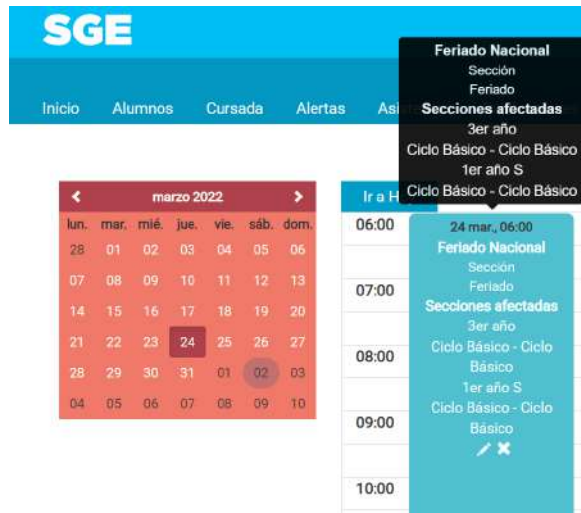 SGE
Inicio Alumnos Cursada Alertas
Feriado Nacional
Sección
Feriado
Secciones afectadas
3er año
Ciclo Básico - Ciclo Básico
1er año S
Ciclo Básico - Ciclo Básico
marzo 2022
lun. mar. mié. jue. vie. sáb. dom.
28 01 02 03 04 05 06
07 08 09 10 11 12 13
14 15 16 17 18 19 20
21 22 23 24 25 26 27
28 29 30 31 01 02 03
04 05 06 07 08 09 10
Ir a
06:00
07:00
08:00
09:00
10:00
24 mar., 06:00
Feriado Nacional
Sección
Feriado
Secciones afectadas
3er año
Ciclo Básico - Ciclo
Básico
1er año S
Ciclo Básico - Ciclo
Básico